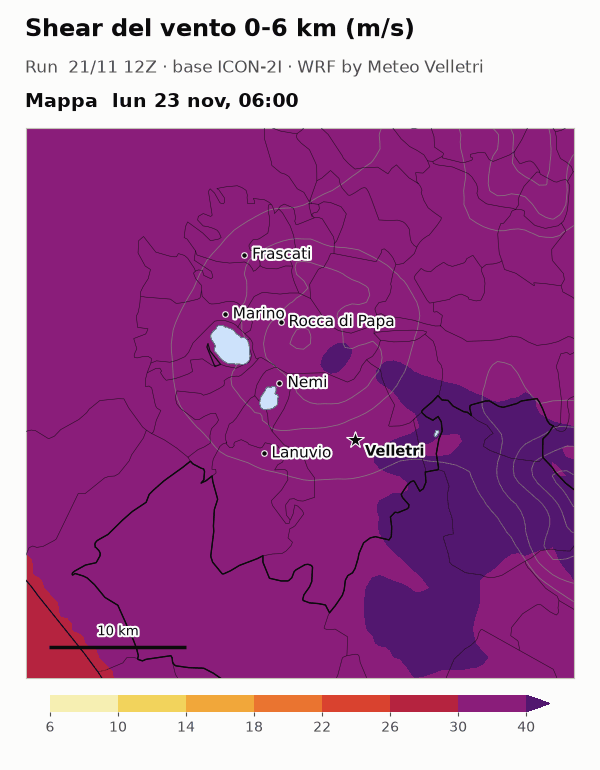 Shear del vento 0-6 km (m/s)
Run  21/11 12Z · base ICON-2I · WRF by Meteo Velletri
Mappa  lun 23 nov, 06:00
Frascati
Marino
Rocca di Papa
Nemi
Velletri
Lanuvio
10 km
6 10 14 18 22 26 30 40